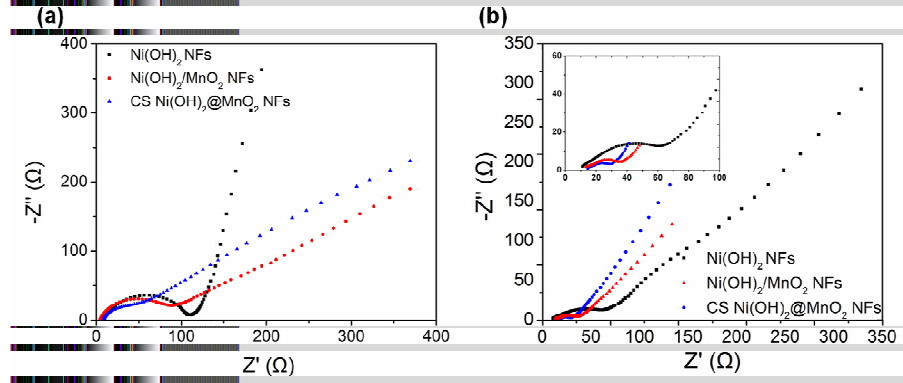 (a)
(b)
400
300
200
100
0
-Z'' (Ω)
Ni(OH)₂ NFs
Ni(OH)₂/MnO₂ NFs
CS Ni(OH)₂@MnO₂ NFs
0 100 200 300 400
Z' (Ω)
350
300
250
200
150
100
50
0
-Z'' (Ω)
60
40
20
0
0 20 40 60 80 100
Ni(OH)₂ NFs
Ni(OH)₂/MnO₂ NFs
CS Ni(OH)₂@MnO₂ NFs
0 50 100 150 200 250 300 350
Z' (Ω)